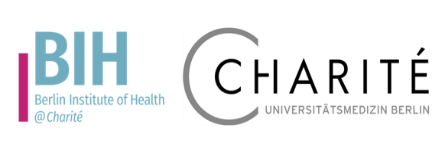 BIH
Berlin Institute of Health
@Charité
CHARITÉ
UNIVERSITÄTSMEDIZIN BERLIN